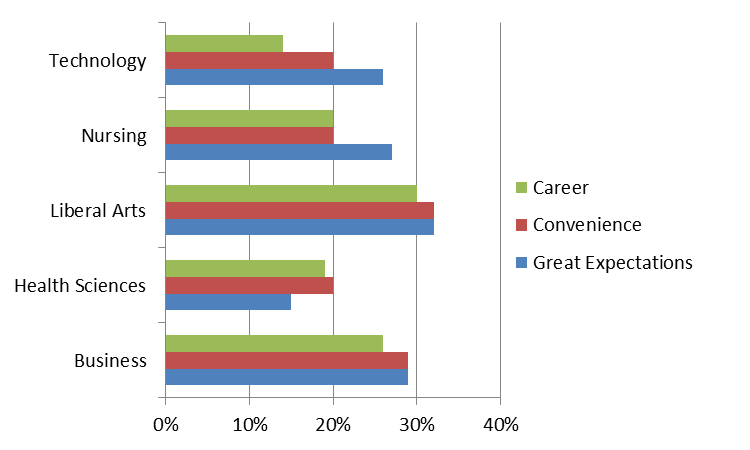 Technology
Nursing
Liberal Arts
Health Sciences
Business
0% 10% 20% 30% 40%
Career
Convenience
Great Expectations